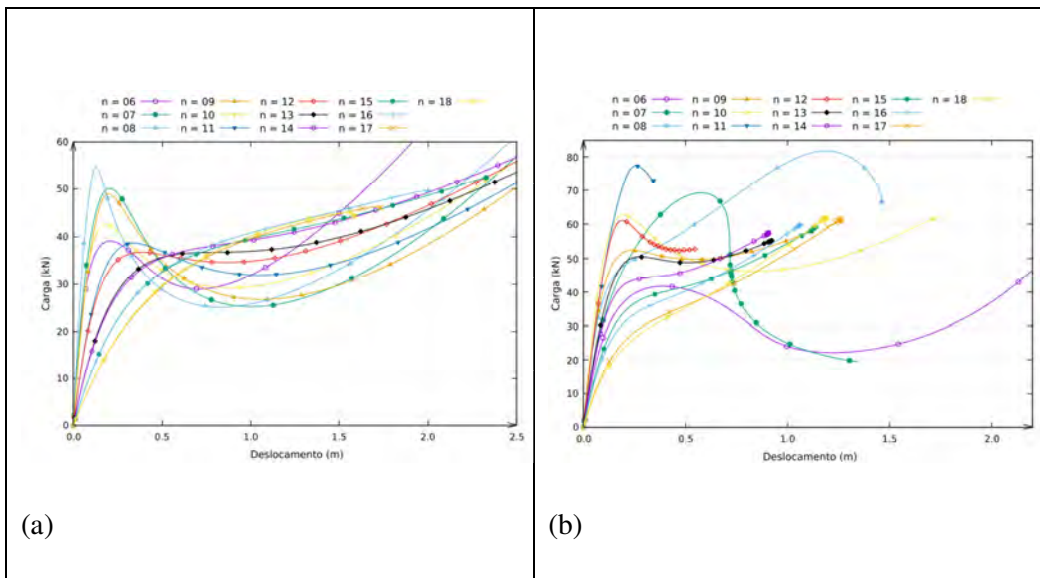 n = 06 n = 09 n = 12 n = 15 n = 18
n = 07 n = 10 n = 13 n = 16
n = 08 n = 11 n = 14 n = 17
60
50
40
30
20
10
0
Carga (kN)
0.0 0.5 1.0 1.5 2.0 2.5
Deslocamento (m)
(a)
n = 06 n = 09 n = 12 n = 15 n = 18
n = 07 n = 10 n = 13 n = 16
n = 08 n = 11 n = 14 n = 17
80
70
60
50
40
30
20
10
0
Carga (kN)
0.0 0.5 1.0 1.5 2.0
Deslocamento (m)
(b)